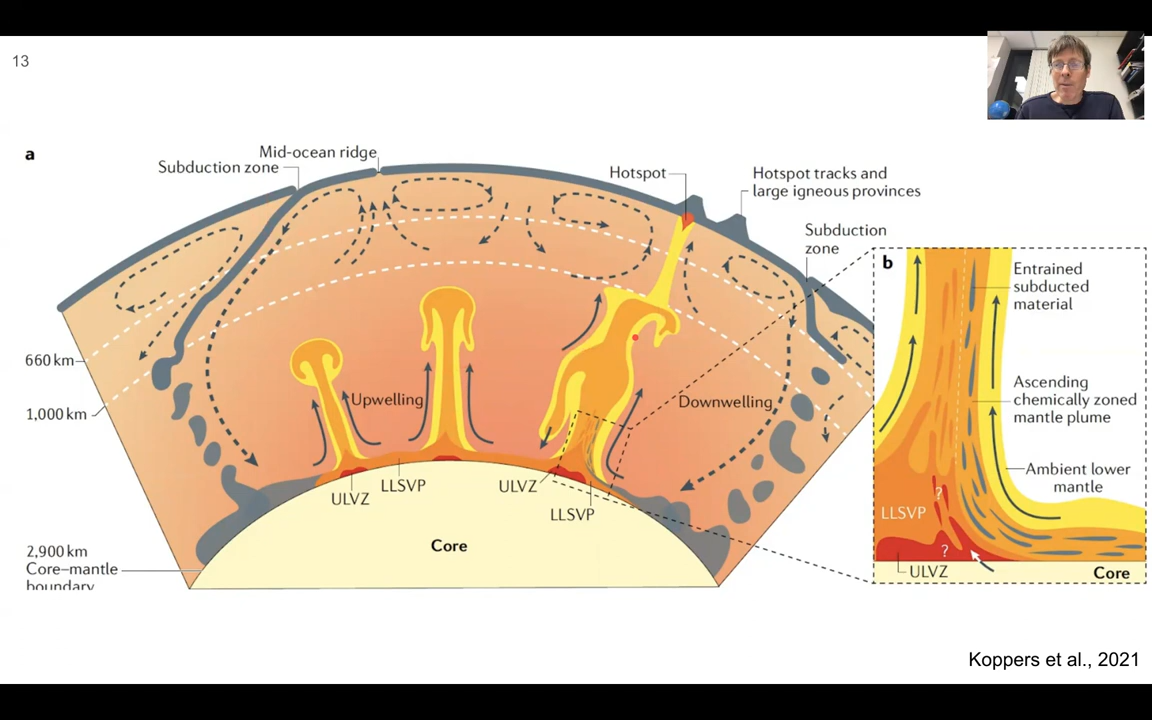 13
a
Mid-ocean ridge
Subduction zone
Hotspot
Hotspot tracks and
large igneous provinces
Subduction
zone
660 km
1,000 km
Upwelling
Downwelling
ULVZ
LLSVP
ULVZ
LLSVP
2,900 km
Core–mantle
boundary
Core
b
Entrained
subducted
material
Ascending
chemically zoned
mantle plume
Ambient lower
mantle
?
LLSVP
?
ULVZ
Core
Koppers et al., 2021